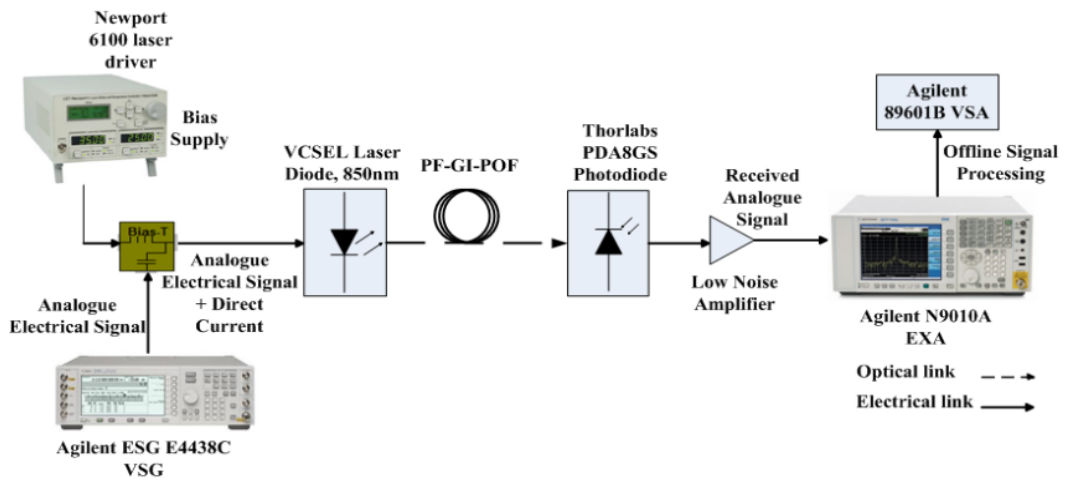 Newport
6100 laser
driver
Bias
Supply
Bias-T
Analogue
Electrical Signal
Analogue
Electrical Signal
+ Direct
Current
Agilent ESG E4438C
VSG
VCSEL Laser
Diode, 850nm
PF-GI-POF
Thorlabs
PDA8GS
Photodiode
Received
Analogue
Signal
Low Noise
Amplifier
Agilent
89601B VSA
Offline Signal
Processing
Agilent N9010A
EXA
Optical link
Electrical link